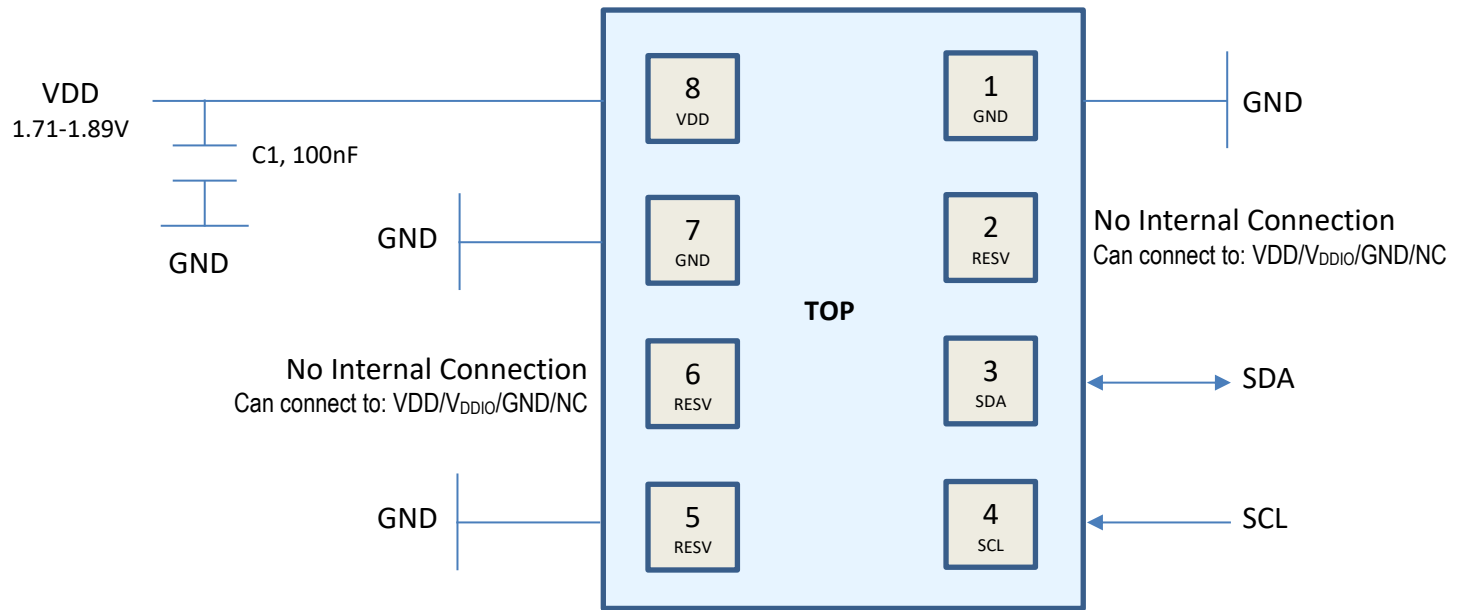 VDD
1.71-1.89V
C1, 100nF
GND
8
VDD
1
GND
GND
GND
7
GND
2
RESV
No Internal Connection
Can connect to: VDD/VDDIO/GND/NC
TOP
No Internal Connection
Can connect to: VDD/VDDIO/GND/NC
6
RESV
3
SDA
SDA
GND
5
RESV
4
SCL
SCL